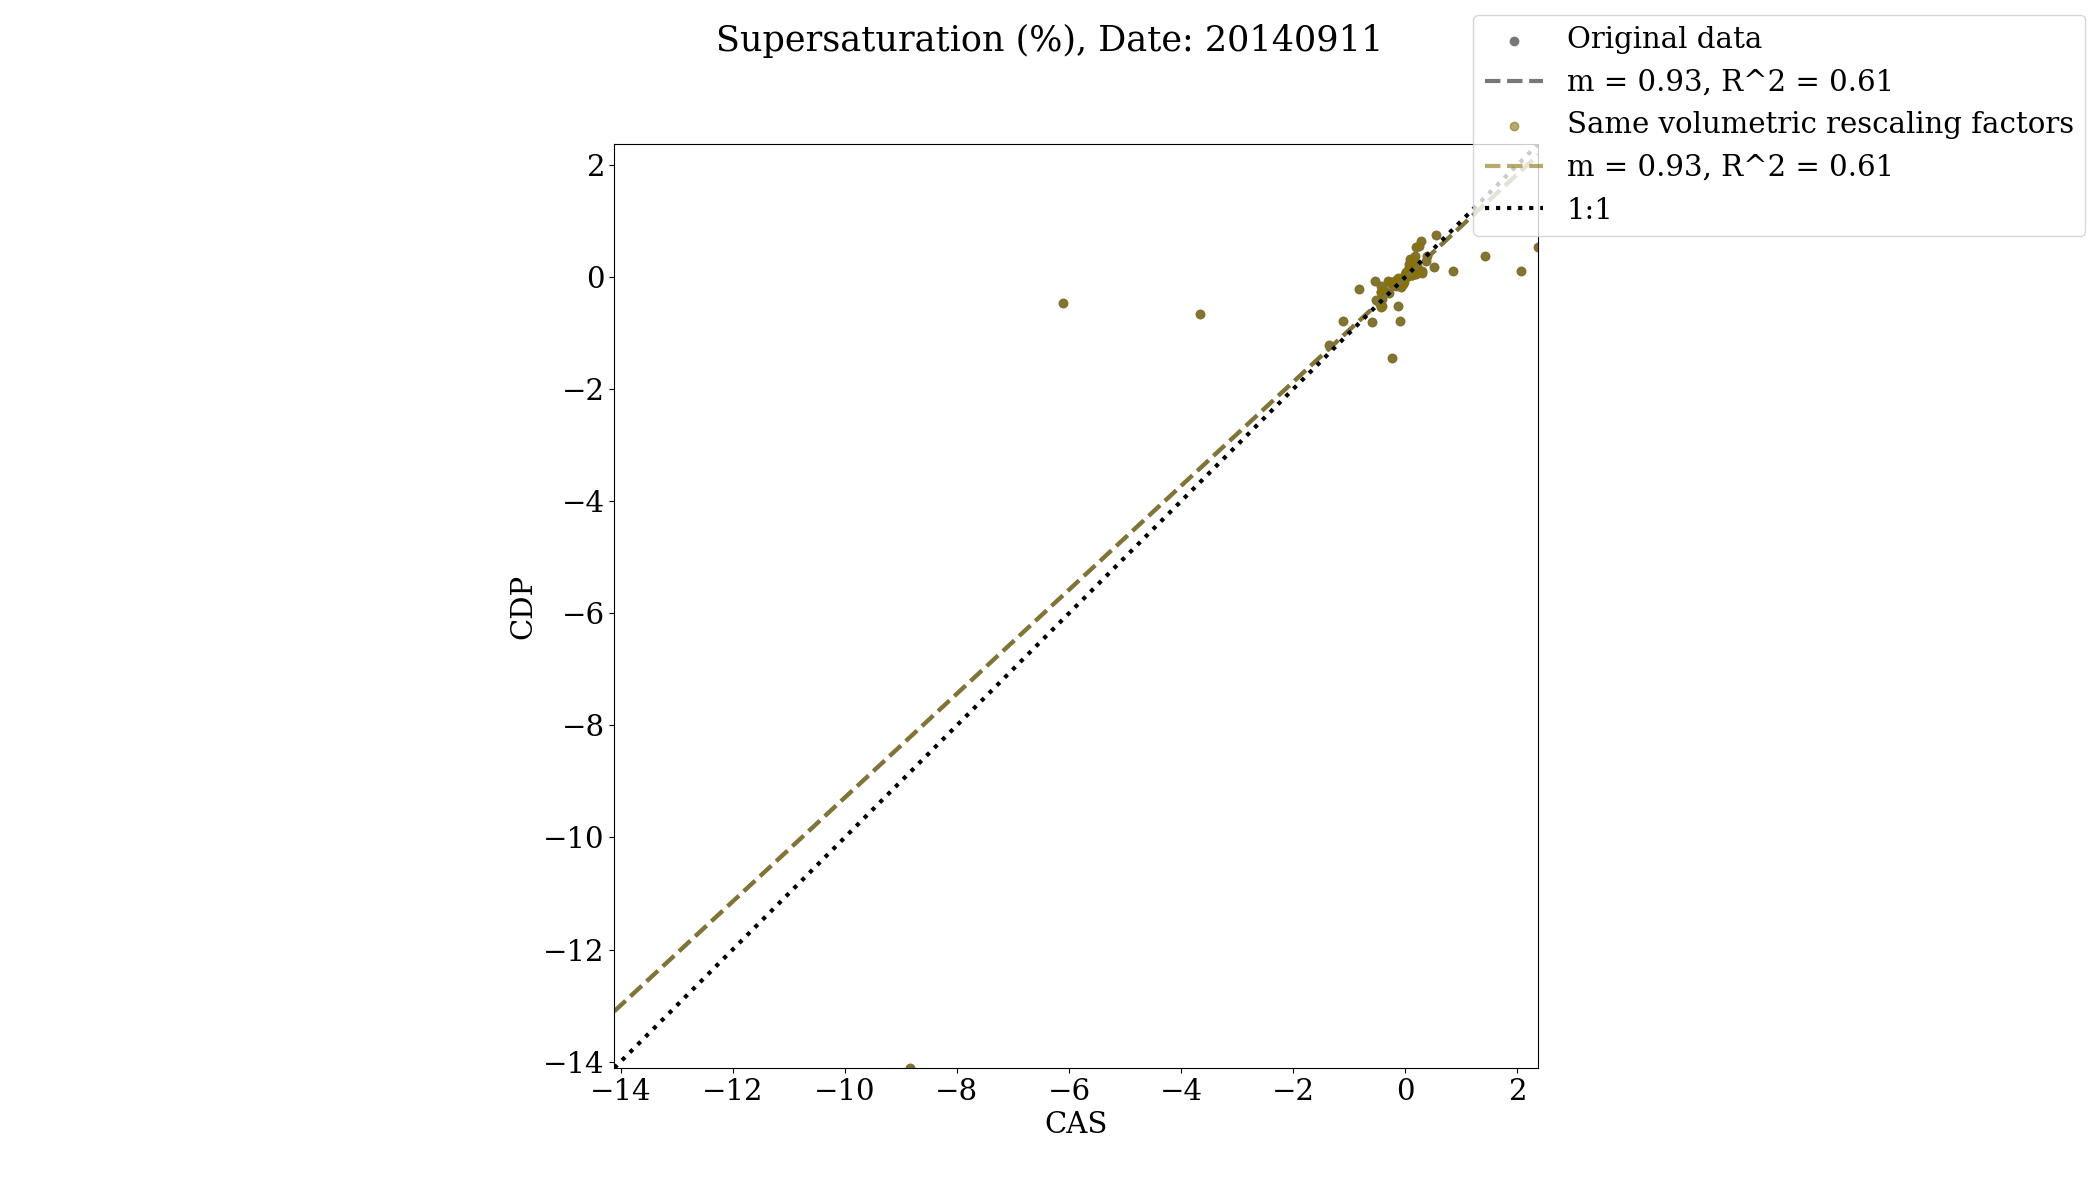 Supersaturation (%), Date: 20140911
Original data
m = 0.93, R^2 = 0.61
Same volumetric rescaling factors
m = 0.93, R^2 = 0.61
1:1
2
0
−2
−4
−6
−8
−10
−12
−14
CDP
−14 −12 −10 −8 −6 −4 −2 0 2
CAS